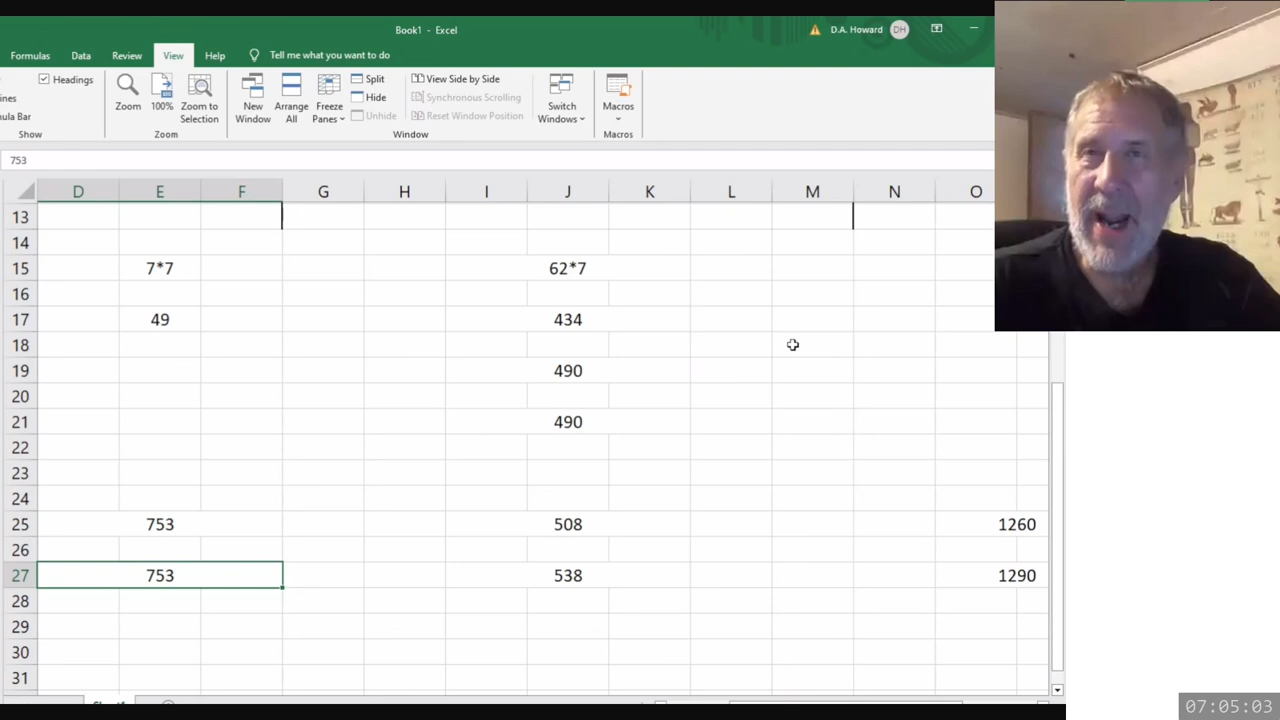 Book1 - Excel
D.A. Howard DH
Formulas Data Review View Help Tell me what you want to do
Headings
ula Bar
Show
Zoom
100%
Zoom to Selection
Zoom
New Window
Arrange All
Freeze Panes
Split
Hide
Unhide
View Side by Side
Synchronous Scrolling
Reset Window Position
Window
Switch Windows
Macros
Macros
753
D E F G H I J K L M N O
13
14
15 7*7 62*7
16
17 49 434
18
19 490
20
21 490
22
23
24
25 753 508 1260
26
27 753 538 1290
28
29
30
31
07:05:03